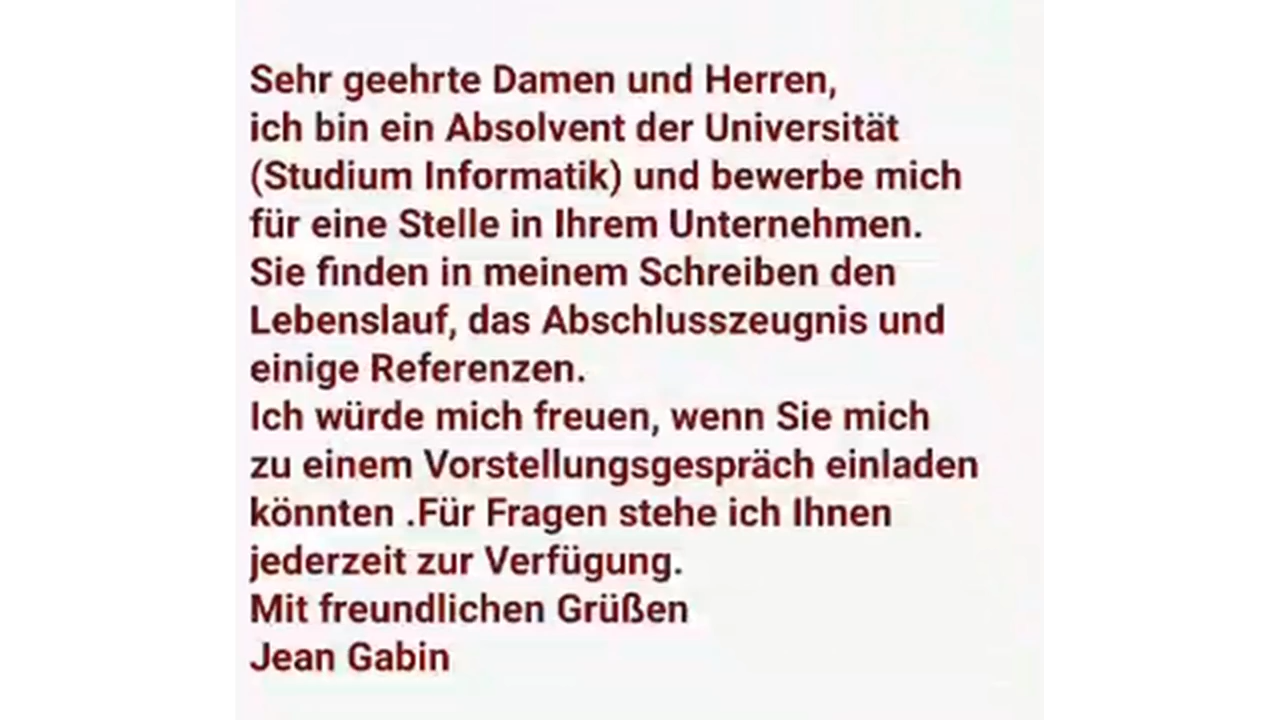 Sehr geehrte Damen und Herren,
ich bin ein Absolvent der Universität
(Studium Informatik) und bewerbe mich
für eine Stelle in Ihrem Unternehmen.
Sie finden in meinem Schreiben den
Lebenslauf, das Abschlusszeugnis und
einige Referenzen.
Ich würde mich freuen, wenn Sie mich
zu einem Vorstellungsgespräch einladen
könnten .Für Fragen stehe ich Ihnen
jederzeit zur Verfügung.
Mit freundlichen Grüßen
Jean Gabin